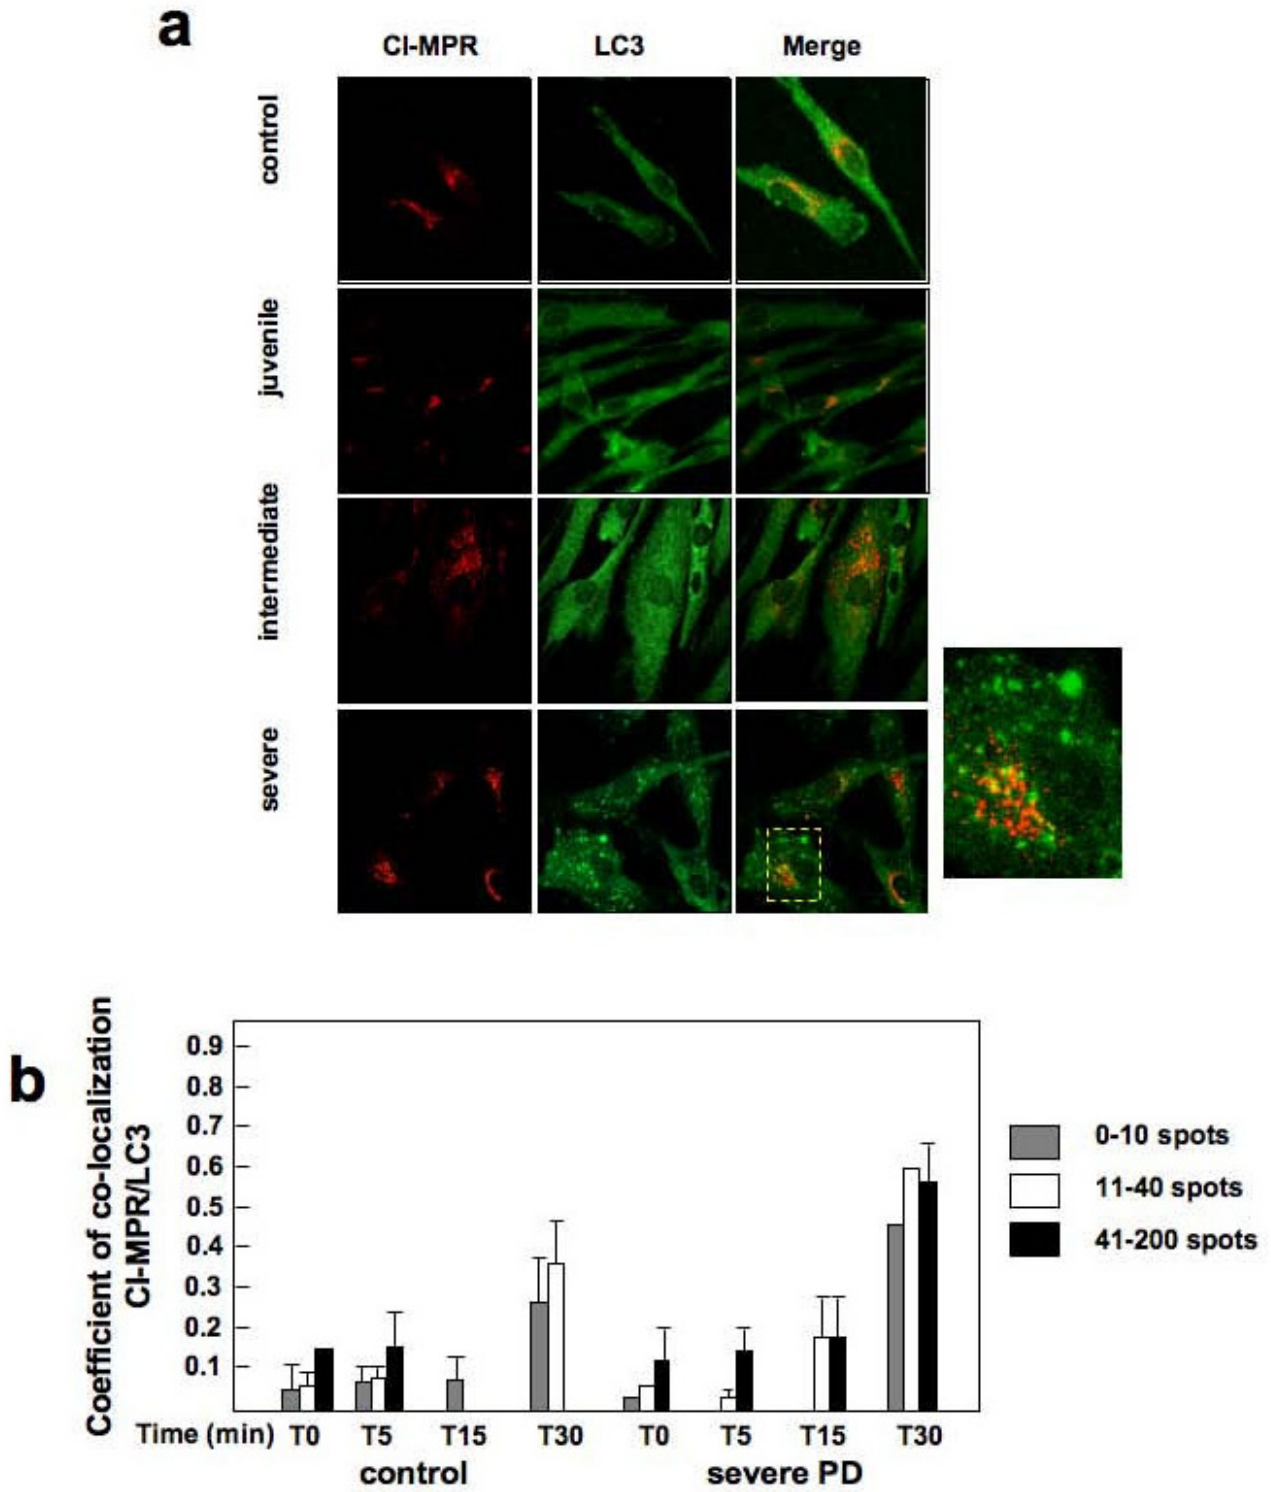 a
CI-MPR LC3 Merge
control
juvenile
intermediate
severe
b
Coefficient of co-localization
CI-MPR/LC3
0.9
0.8
0.7
0.6
0.5
0.4
0.3
0.2
0.1
0-10 spots
11-40 spots
41-200 spots
Time (min) T0 T5 T15 T30 T0 T5 T15 T30
control severe PD